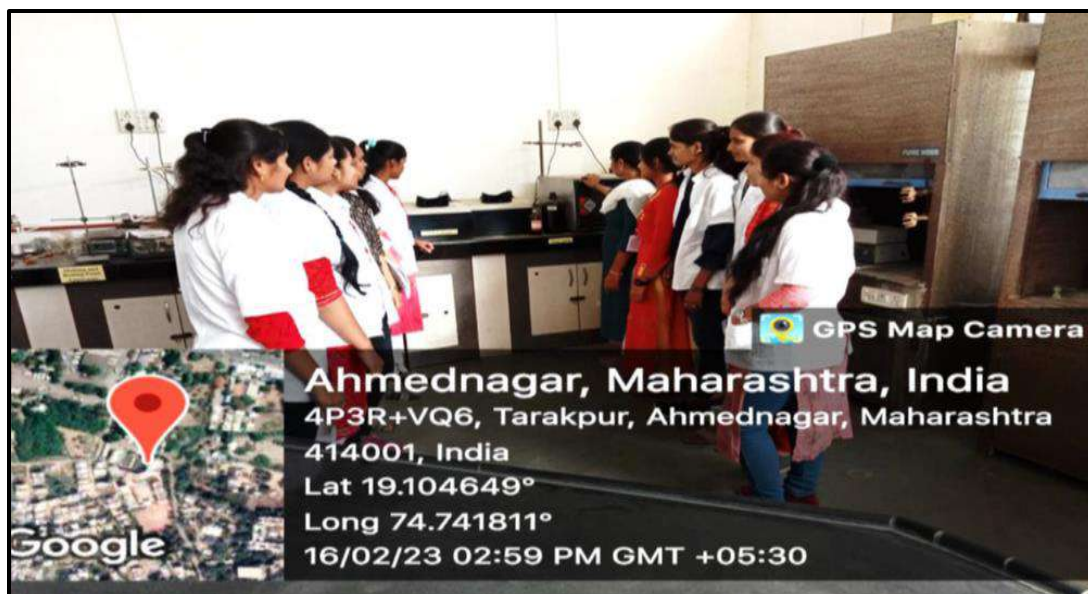 GPS Map Camera
Ahmednagar, Maharashtra, India
4P3R+VQ6, Tarakpur, Ahmednagar, Maharashtra
414001, India
Lat 19.104649°
Long 74.741811°
16/02/23 02:59 PM GMT +05:30
Google